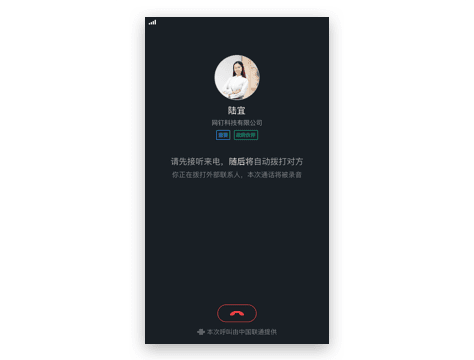 陆宜
网钉科技有限公司
请先接听来电，随后将自动拨打对方
你正在拨打外部联系人，本次通话将被录音
本次呼叫由中国联通提供